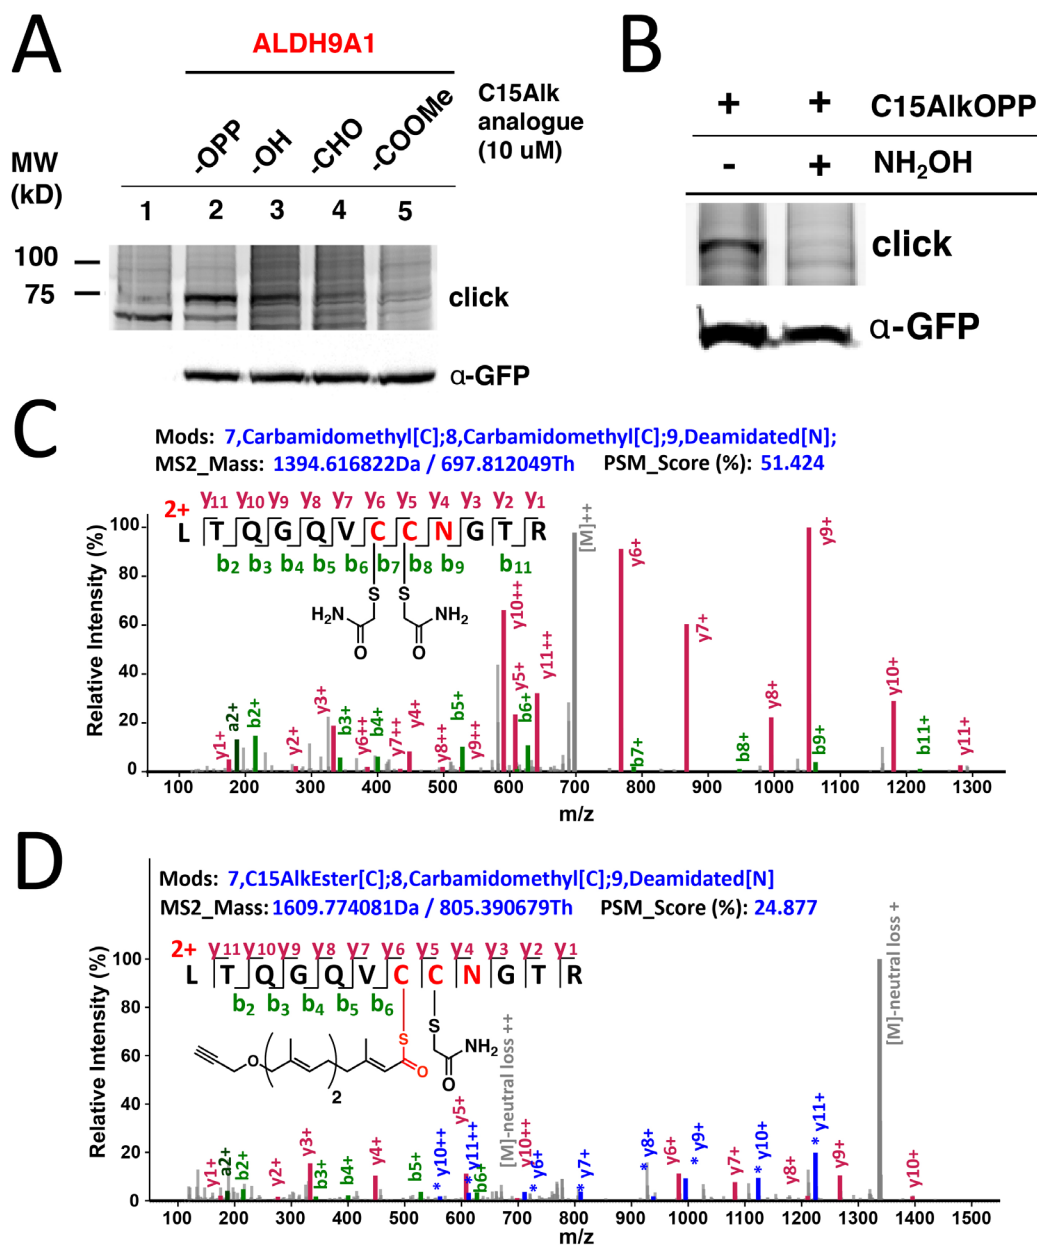 A
ALDH9A1
-OPP
-OH
-CHO
-COOMe
C15Alk
analogue
(10 uM)
MW
(kD)
1 2 3 4 5
100
75
click
α-GFP
B
+ + C15AlkOPP
- + NH2OH
click
α-GFP
C
Mods: 7,Carbamidomethyl[C];8,Carbamidomethyl[C];9,Deamidated[N];
MS2_Mass: 1394.616822Da / 697.812049Th PSM_Score (%): 51.424
y11 y10 y9 y8 y7 y6 y5 y4 y3 y2 y1
2+
L T Q G Q V C C N G T R
b2 b3 b4 b5 b6 b7 b8 b9 b11
S S
H2N NH2
O O
Relative Intensity (%)
100
80
60
40
20
0
y1+
a2+
b2+
y2+
y3+
b3+
y6++
b4+
y7++
y4+
y8++
b5+
y9++
y10++
y5+
b6+
y11++
[M]++
y6+
b7+
y7+
b8+
y8+
y9+
b9+
y10+
b11+
y11+
100 200 300 400 500 600 700 800 900 1000 1100 1200 1300
m/z
D
Mods: 7,C15AlkEster[C];8,Carbamidomethyl[C];9,Deamidated[N]
MS2_Mass: 1609.774081Da / 805.390679Th PSM_Score (%): 24.877
2+
y11 y10 y9 y8 y7 y6 y5 y4 y3 y2 y1
L T Q G Q V C C N G T R
b2 b3 b4 b5 b6
S
S
NH2
O
O
O
2
Relative Intensity (%)
100
80
60
40
20
0
y1+
a2+
b2+
y2+
y3+
b3+
b4+
y4+
b5+
* y10++
y5+
* y11++
b6+
[M]-neutral loss ++
y10++
* y6+
* y7+
* y8+
y6+
* y9+
y7+
* y10+
y8+
* y11+
y9+
[M]-neutral loss +
y10+
100 200 300 400 500 600 700 800 900 1000 1100 1200 1300 1400 1500
m/z